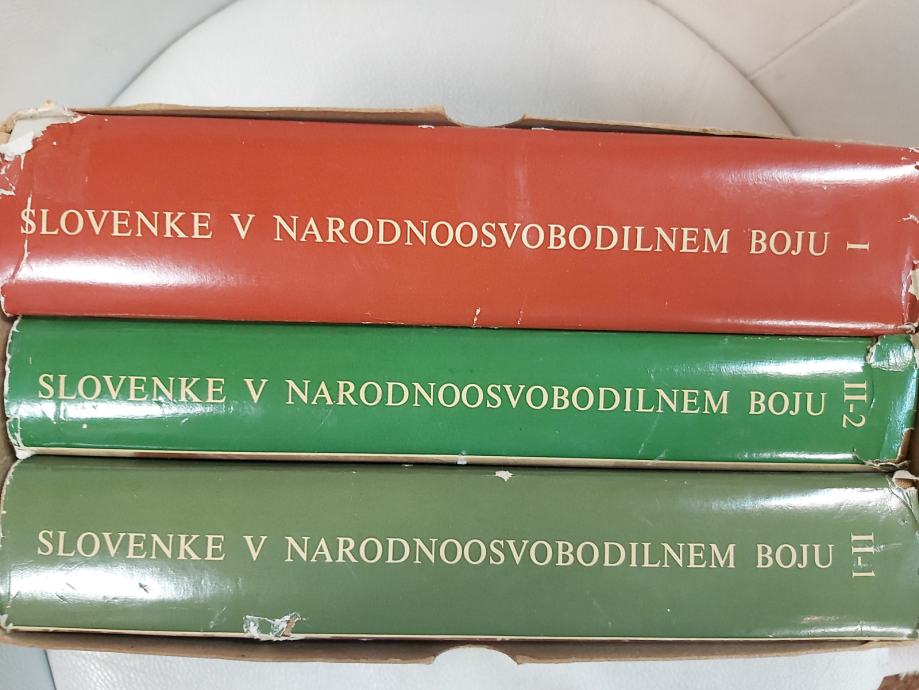 SLOVENKE V NARODNOOSVOBODILNEM BOJU I
SLOVENKE V NARODNOOSVOBODILNEM BOJU II-2
SLOVENKE V NARODNOOSVOBODILNEM BOJU II-1